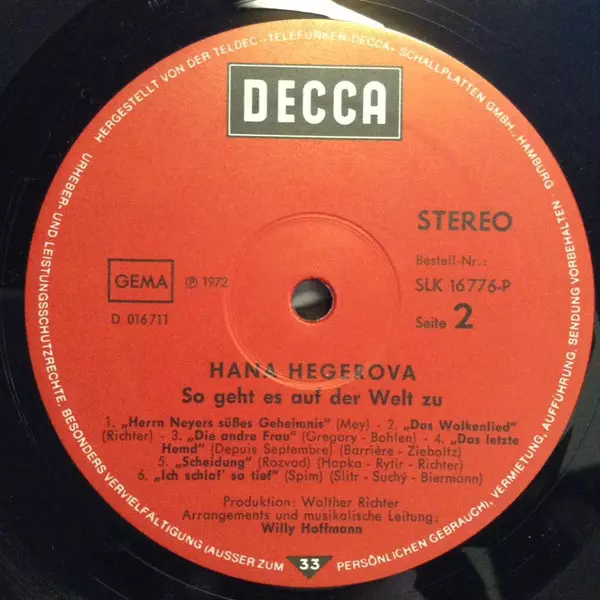 HERGESTELLT VON DER TELDEC »TELEFUNKEN-DECCA« SCHALLPLATTEN GMBH., HAMBURG
URHEBER- UND LEISTUNGSSCHUTZRECHTE, BESONDERS VERVIELFÄLTIGUNG (AUSSER ZUM PERSÖNLICHEN GEBRAUCH), VERMIETUNG, AUFFÜHRUNG, SENDUNG VORBEHALTEN
DECCA
STEREO
Bestell-Nr.:
SLK 16776-P
Seite 2
GEMA
℗ 1972
D 016711
HANA HEGEROVA
So geht es auf der Welt zu
1. „Herrn Neyers süßes Geheimnis" (Mey) - 2. „Das Wolkenlied"
(Richter) - 3. „Die andre Frau" (Gregory - Bohlen) - 4. „Das letzte
Hemd" (Depuis Septembre) (Barrière - Zieboltz)
5. „Scheidung" (Rozvad) (Hapka - Rytir - Richter)
6. „Ich schlaf' so tief" (Spim) (Slitr - Suchý - Biermann)
Produktion: Walther Richter
Arrangements und musikalische Leitung:
Willy Hoffmann
33